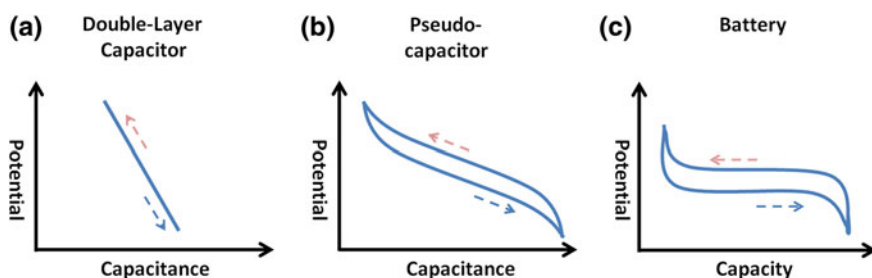 (a) Double-Layer
Capacitor
Potential
Capacitance
(b) Pseudo-
capacitor
Potential
Capacitance
(c) Battery
Potential
Capacity